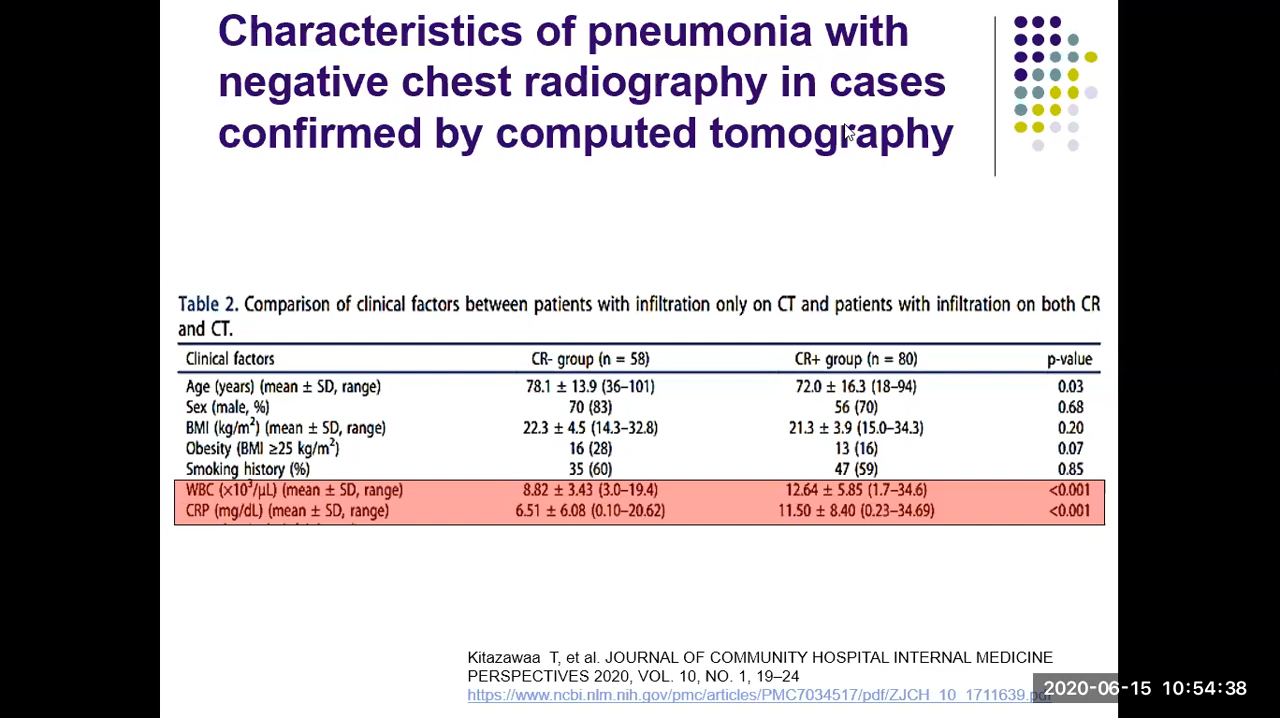 Characteristics of pneumonia with
negative chest radiography in cases
confirmed by computed tomography
Table 2. Comparison of clinical factors between patients with infiltration only on CT and patients with infiltration on both CR
and CT.
Clinical factors CR- group (n = 58) CR+ group (n = 80) p-value
Age (years) (mean ± SD, range) 78.1 ± 13.9 (36–101) 72.0 ± 16.3 (18–94) 0.03
Sex (male, %) 70 (83) 56 (70) 0.68
BMI (kg/m²) (mean ± SD, range) 22.3 ± 4.5 (14.3–32.8) 21.3 ± 3.9 (15.0–34.3) 0.20
Obesity (BMI ≥25 kg/m²) 16 (28) 13 (16) 0.07
Smoking history (%) 35 (60) 47 (59) 0.85
WBC (×10³/μL) (mean ± SD, range) 8.82 ± 3.43 (3.0–19.4) 12.64 ± 5.85 (1.7–34.6) <0.001
CRP (mg/dL) (mean ± SD, range) 6.51 ± 6.08 (0.10–20.62) 11.50 ± 8.40 (0.23–34.69) <0.001
Kitazawaa T, et al. JOURNAL OF COMMUNITY HOSPITAL INTERNAL MEDICINE
PERSPECTIVES 2020, VOL. 10, NO. 1, 19–24
https://www.ncbi.nlm.nih.gov/pmc/articles/PMC7034517/pdf/ZJCH_10_1711639.pdf
2020-06-15 10:54:38